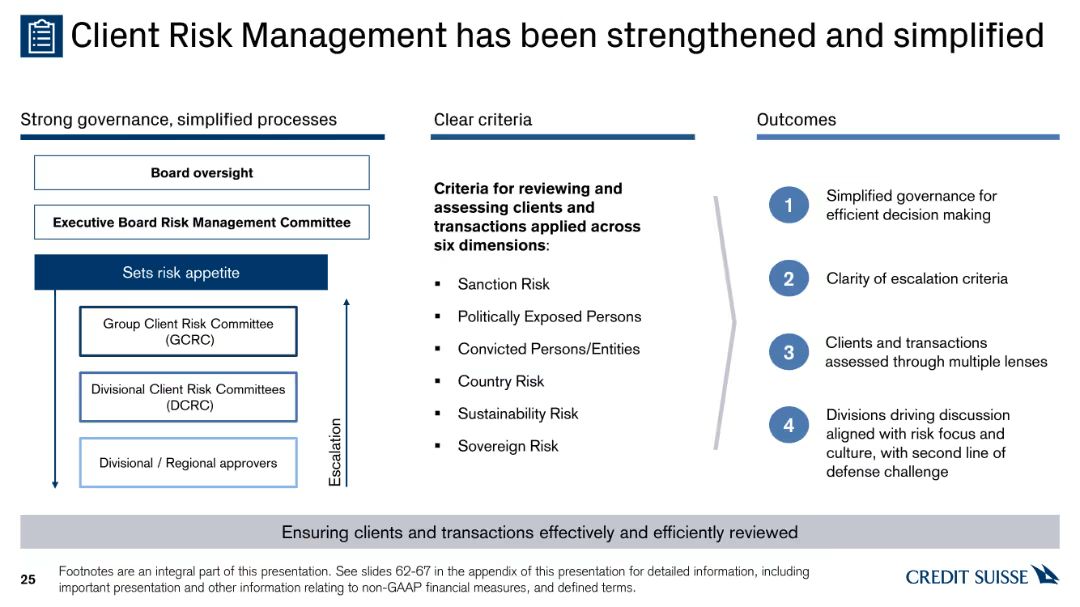 Client Risk Management has been strengthened and simplified
Strong governance, simplified processes
Board oversight
Executive Board Risk Management Committee
Sets risk appetite
Group Client Risk Committee
(GCRC)
Divisional Client Risk Committees
(DCRC)
Divisional / Regional approvers
Escalation
Clear criteria
Criteria for reviewing and
assessing clients and
transactions applied across
six dimensions:
▪ Sanction Risk
▪ Politically Exposed Persons
▪ Convicted Persons/Entities
▪ Country Risk
▪ Sustainability Risk
▪ Sovereign Risk
Outcomes
1 Simplified governance for
efficient decision making
2 Clarity of escalation criteria
3 Clients and transactions
assessed through multiple lenses
4 Divisions driving discussion
aligned with risk focus and
culture, with second line of
defense challenge
Ensuring clients and transactions effectively and efficiently reviewed
25 Footnotes are an integral part of this presentation. See slides 62-67 in the appendix of this presentation for detailed information, including
important presentation and other information relating to non-GAAP financial measures, and defined terms.
CREDIT SUISSE